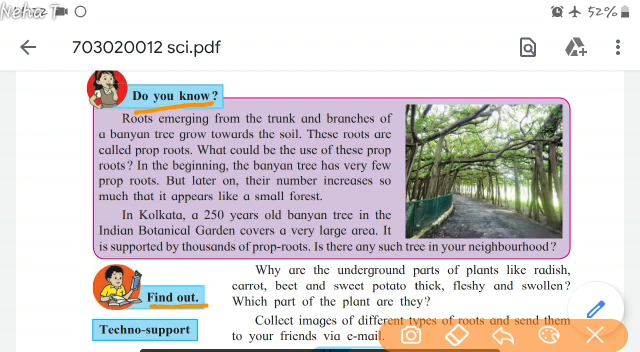 Neha T
52%
703020012 sci.pdf
Do you know?
Roots emerging from the trunk and branches of
a banyan tree grow towards the soil. These roots are
called prop roots. What could be the use of these prop
roots? In the beginning, the banyan tree has very few
prop roots. But later on, their number increases so
much that it appears like a small forest.
In Kolkata, a 250 years old banyan tree in the
Indian Botanical Garden covers a very large area. It
is supported by thousands of prop-roots. Is there any such tree in your neighbourhood?
Find out.
Why are the underground parts of plants like radish,
carrot, beet and sweet potato thick, fleshy and swollen?
Which part of the plant are they?
Techno-support
Collect images of different types of roots and send them
to your friends via e-mail.